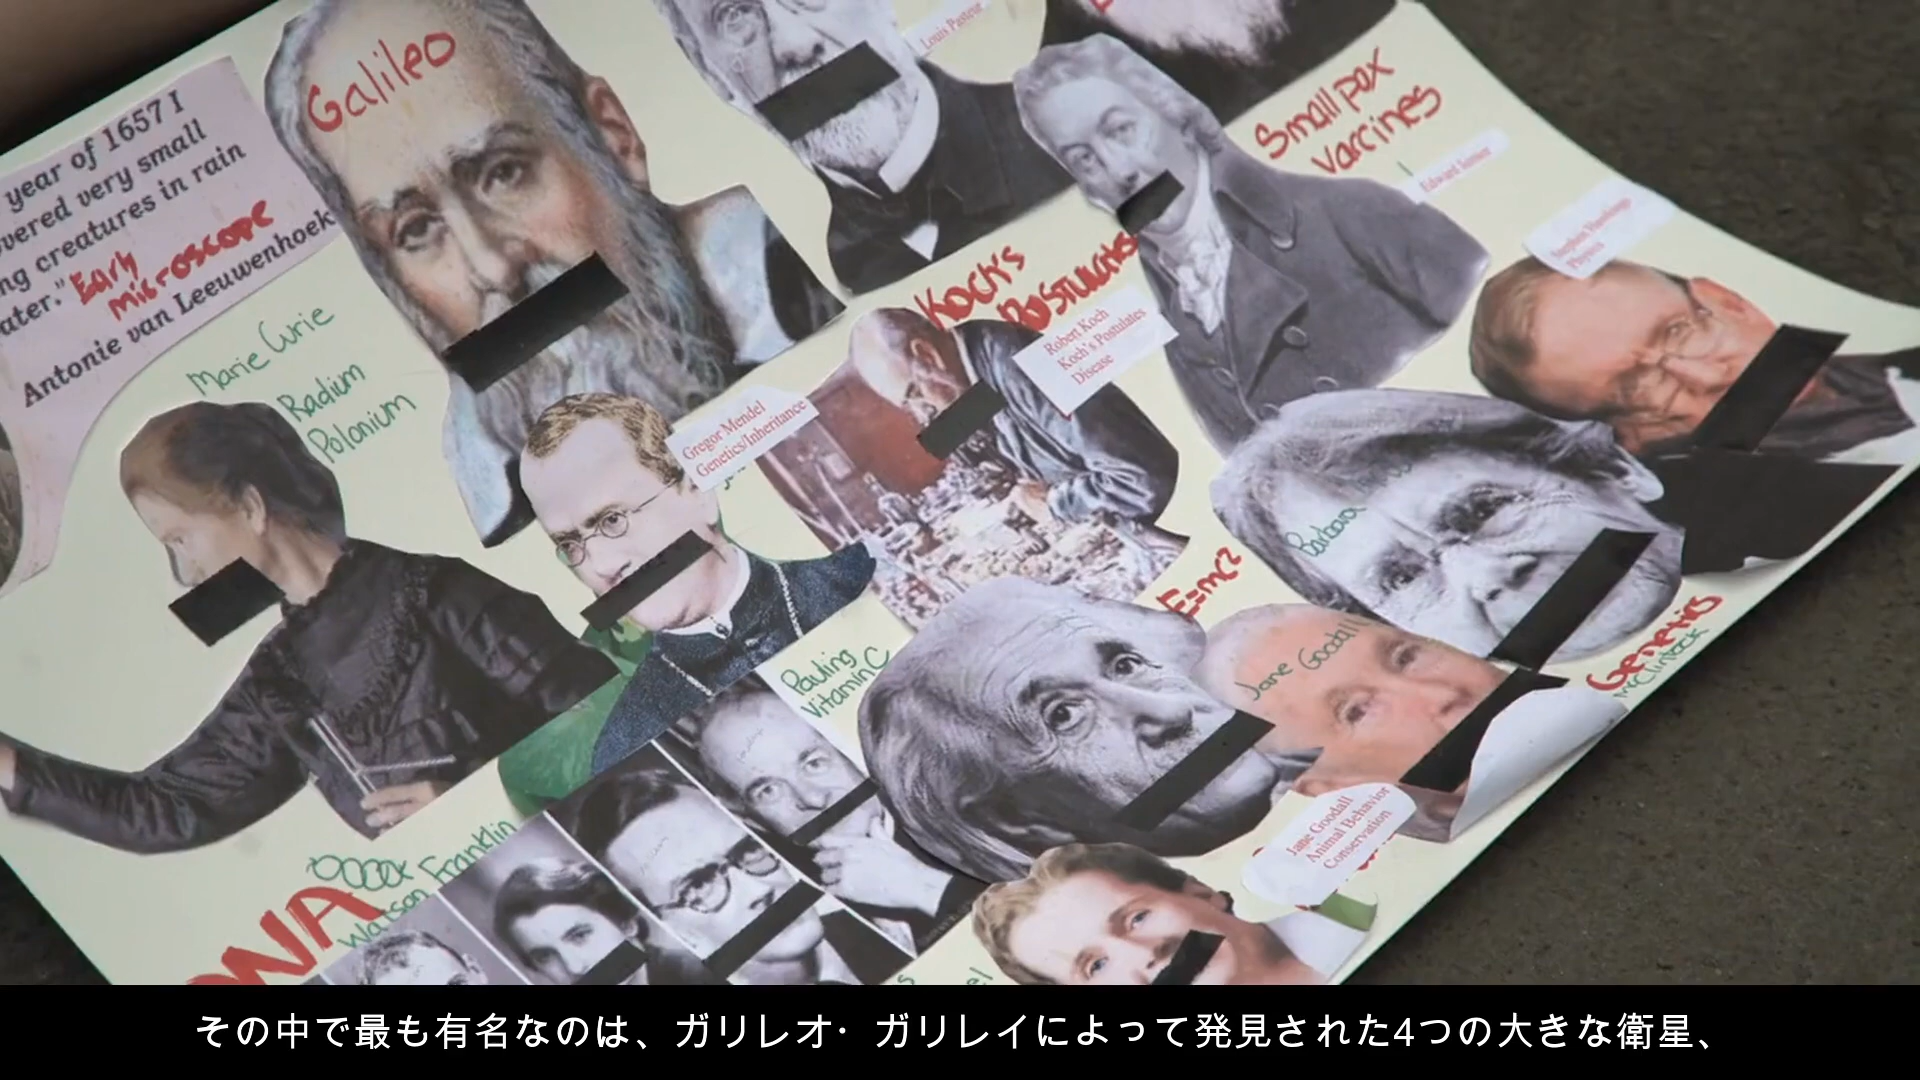 year of 1657 I
vered very small
ng creatures in rain
ater."
Early
microscope
Antonie van Leeuwenhoek
Galileo
Louis Pasteur
Small pox
vaccines
Edward Jenner
Koch's
Postulates
Robert Koch
Koch's Postulates
Disease
Marie Curie
Radium
Polonium
Gregor Mendel
Genetics/Inheritance
Barbara
E=mc2
Jane Goodall
Genetics
McClintock
Pauling
Vitamin C
Jane Goodall
Animal Behavior
Conservation
Watson Franklin
DNA
その中で最も有名なのは、ガリレオ・ガリレイによって発見された4つの大きな衛星、